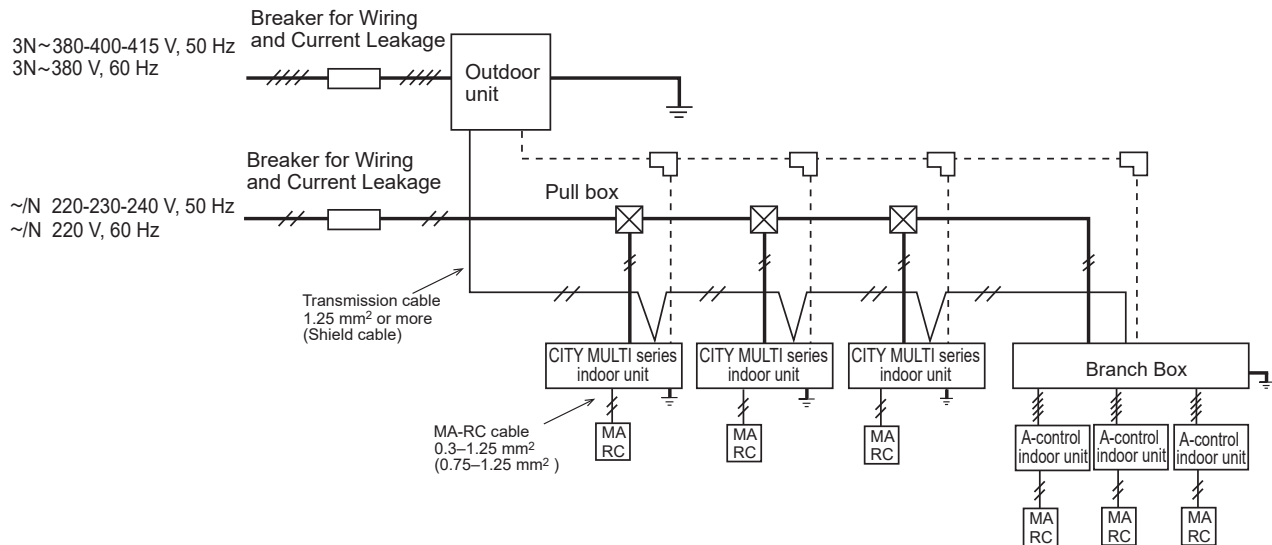 Breaker for Wiring
and Current Leakage
3N~380-400-415 V, 50 Hz
3N~380 V, 60 Hz
Outdoor
unit
Breaker for Wiring
and Current Leakage
~/N 220-230-240 V, 50 Hz
~/N 220 V, 60 Hz
Pull box
Transmission cable
1.25 mm² or more
(Shield cable)
CITY MULTI series
indoor unit
CITY MULTI series
indoor unit
CITY MULTI series
indoor unit
Branch Box
MA-RC cable
0.3–1.25 mm²
(0.75–1.25 mm² )
MA
RC
MA
RC
MA
RC
A-control
indoor unit
A-control
indoor unit
A-control
indoor unit
MA
RC
MA
RC
MA
RC